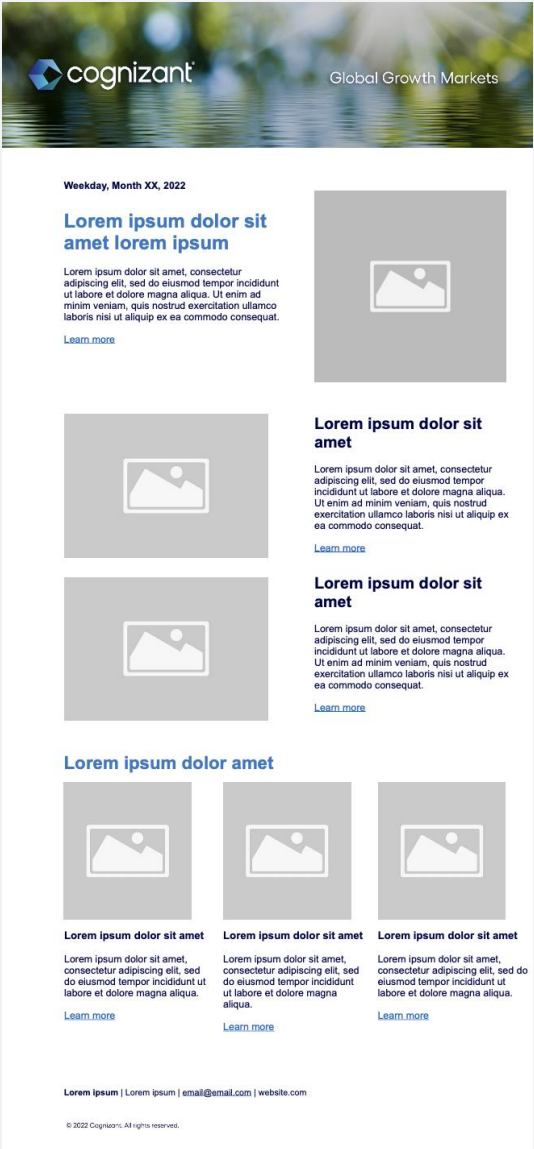 cognizant
Global Growth Markets
Weekday, Month XX, 2022
Lorem ipsum dolor sit
amet lorem ipsum
Lorem ipsum dolor sit amet, consectetur
adipiscing elit, sed do eiusmod tempor incididunt
ut labore et dolore magna aliqua. Ut enim ad
minim veniam, quis nostrud exercitation ullamco
laboris nisi ut aliquip ex ea commodo consequat.
Learn more
Lorem ipsum dolor sit
amet
Lorem ipsum dolor sit amet, consectetur
adipiscing elit, sed do eiusmod tempor
incididunt ut labore et dolore magna aliqua.
Ut enim ad minim veniam, quis nostrud
exercitation ullamco laboris nisi ut aliquip ex
ea commodo consequat.
Learn more
Lorem ipsum dolor sit
amet
Lorem ipsum dolor sit amet, consectetur
adipiscing elit, sed do eiusmod tempor
incididunt ut labore et dolore magna aliqua.
Ut enim ad minim veniam, quis nostrud
exercitation ullamco laboris nisi ut aliquip ex
ea commodo consequat.
Learn more
Lorem ipsum dolor amet
Lorem ipsum dolor sit amet
Lorem ipsum dolor sit amet,
consectetur adipiscing elit, sed
do eiusmod tempor incididunt ut
labore et dolore magna aliqua.
Learn more
Lorem ipsum dolor sit amet
Lorem ipsum dolor sit amet,
consectetur adipiscing elit, sed
do eiusmod tempor incididunt
ut labore et dolore magna
aliqua.
Learn more
Lorem ipsum dolor sit amet
Lorem ipsum dolor sit amet,
consectetur adipiscing elit, sed do
eiusmod tempor incididunt ut
labore et dolore magna aliqua.
Learn more
Lorem ipsum | Lorem ipsum | email@email.com | website.com
© 2022 Cognizant. All rights reserved.